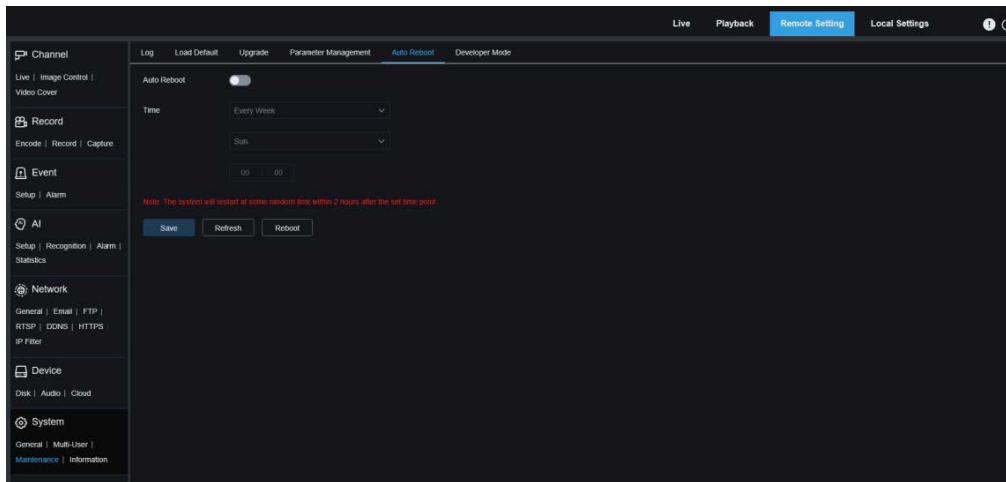 Live Playback Remote Setting Local Settings
Channel
Live | Image Control |
Video Cover
Record
Encode | Record | Capture
Event
Setup | Alarm
AI
Setup | Recognition | Alarm |
Statistics
Network
General | Email | FTP |
RTSP | DDNS | HTTPS
IP Filter
Device
Disk | Audio | Cloud
System
General | Multi-User |
Maintenance | Information
Log Load Default Upgrade Parameter Management Auto Reboot Developer Mode
Auto Reboot
Time Every Week
Sun
00 : 00
Note: The system will restart at some random time within 2 hours after the set time point
Save Refresh Reboot